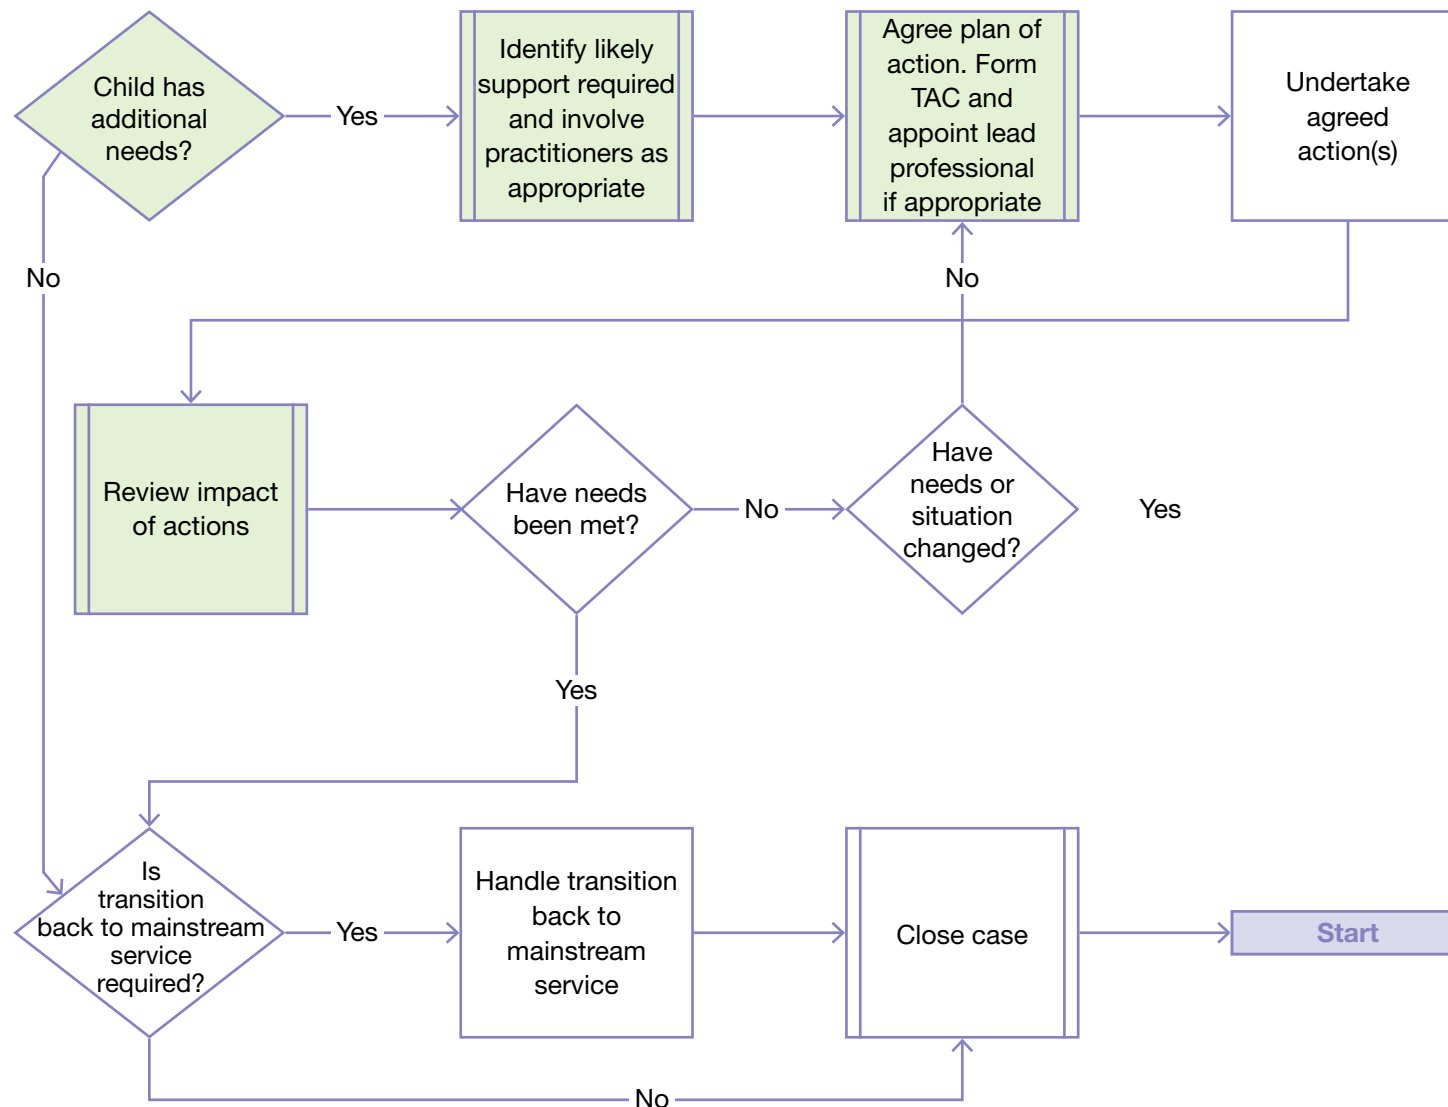 Child has
additional
needs?
Yes
Identify likely
support required
and involve
practitioners as
appropriate
Agree plan of
action. Form
TAC and
appoint lead
professional
if appropriate
Undertake
agreed
action(s)
No
No
Review impact
of actions
Have needs
been met?
No
Have
needs or
situation
changed?
Yes
Yes
Is
transition
back to mainstream
service
required?
Yes
Handle transition
back to
mainstream
service
Close case
Start
No